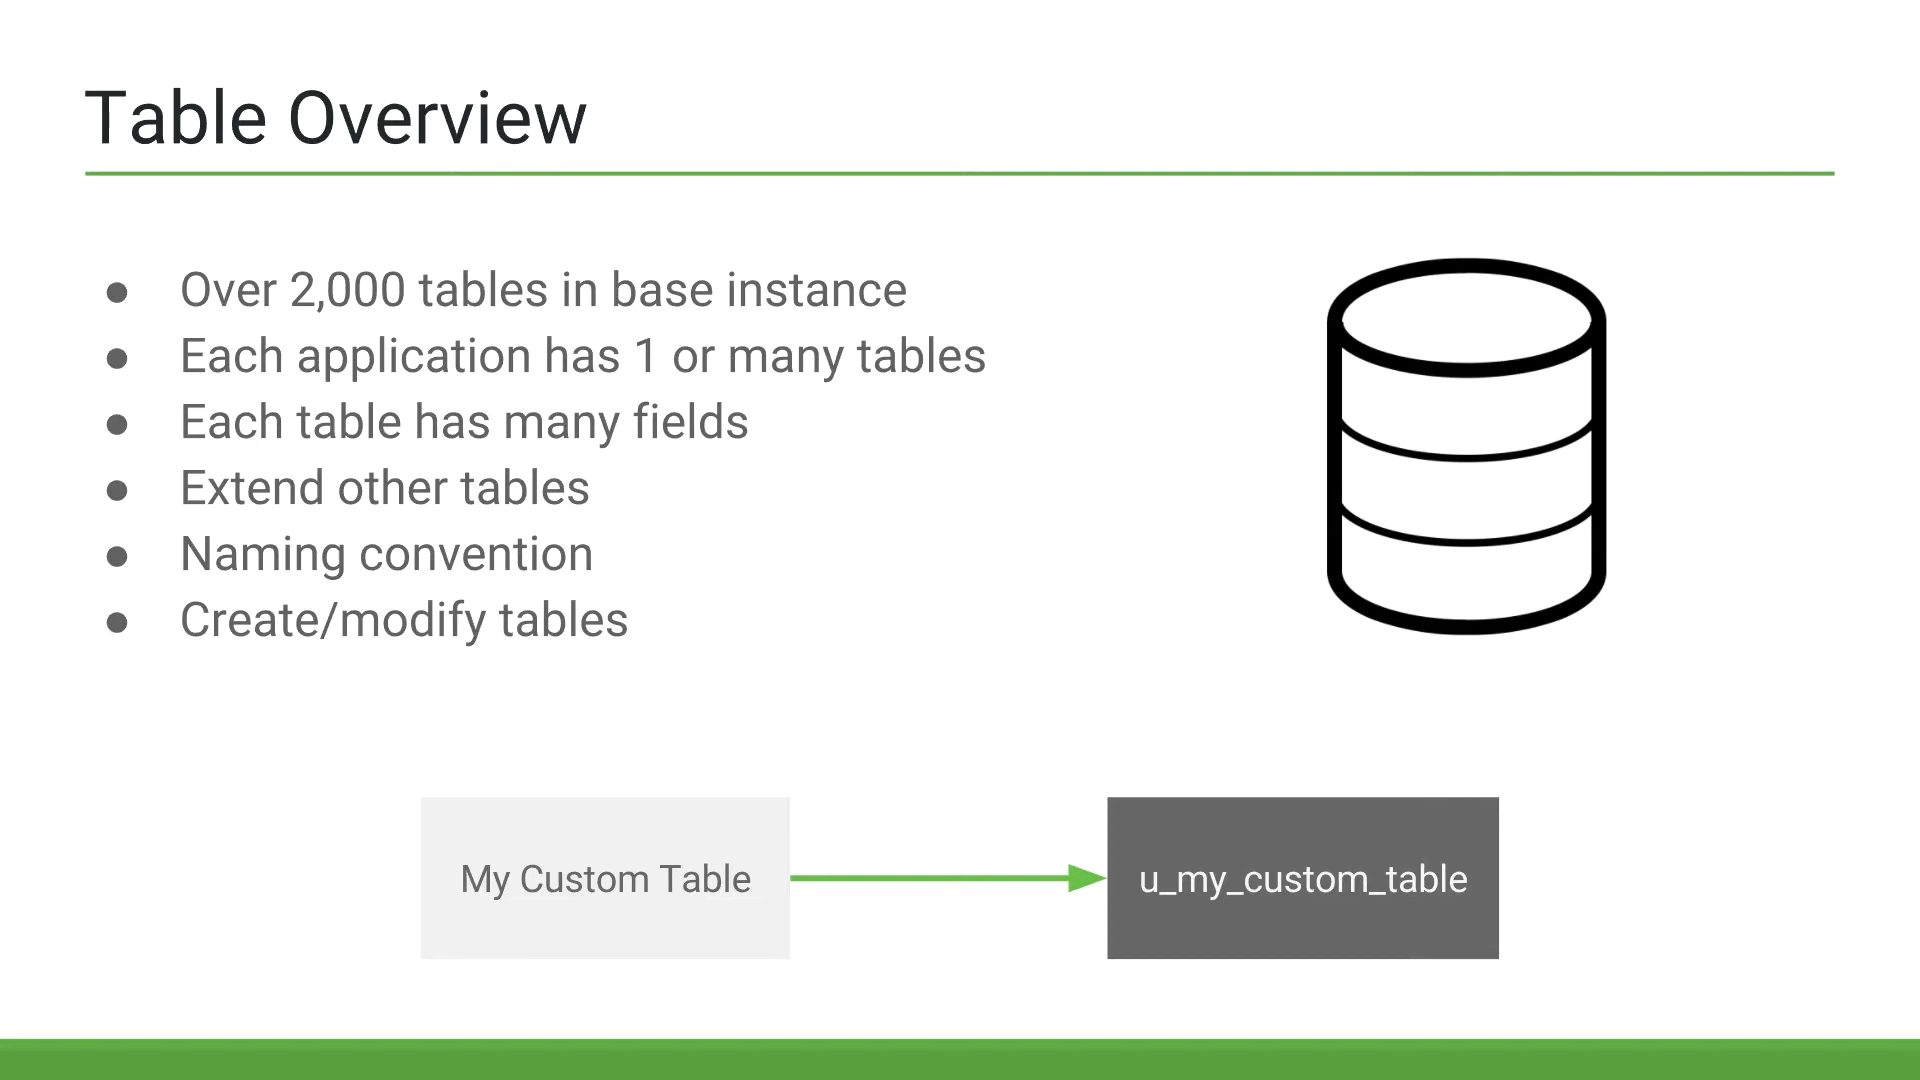 Table Overview
● Over 2,000 tables in base instance
● Each application has 1 or many tables
● Each table has many fields
● Extend other tables
● Naming convention
● Create/modify tables
My Custom Table
u_my_custom_table